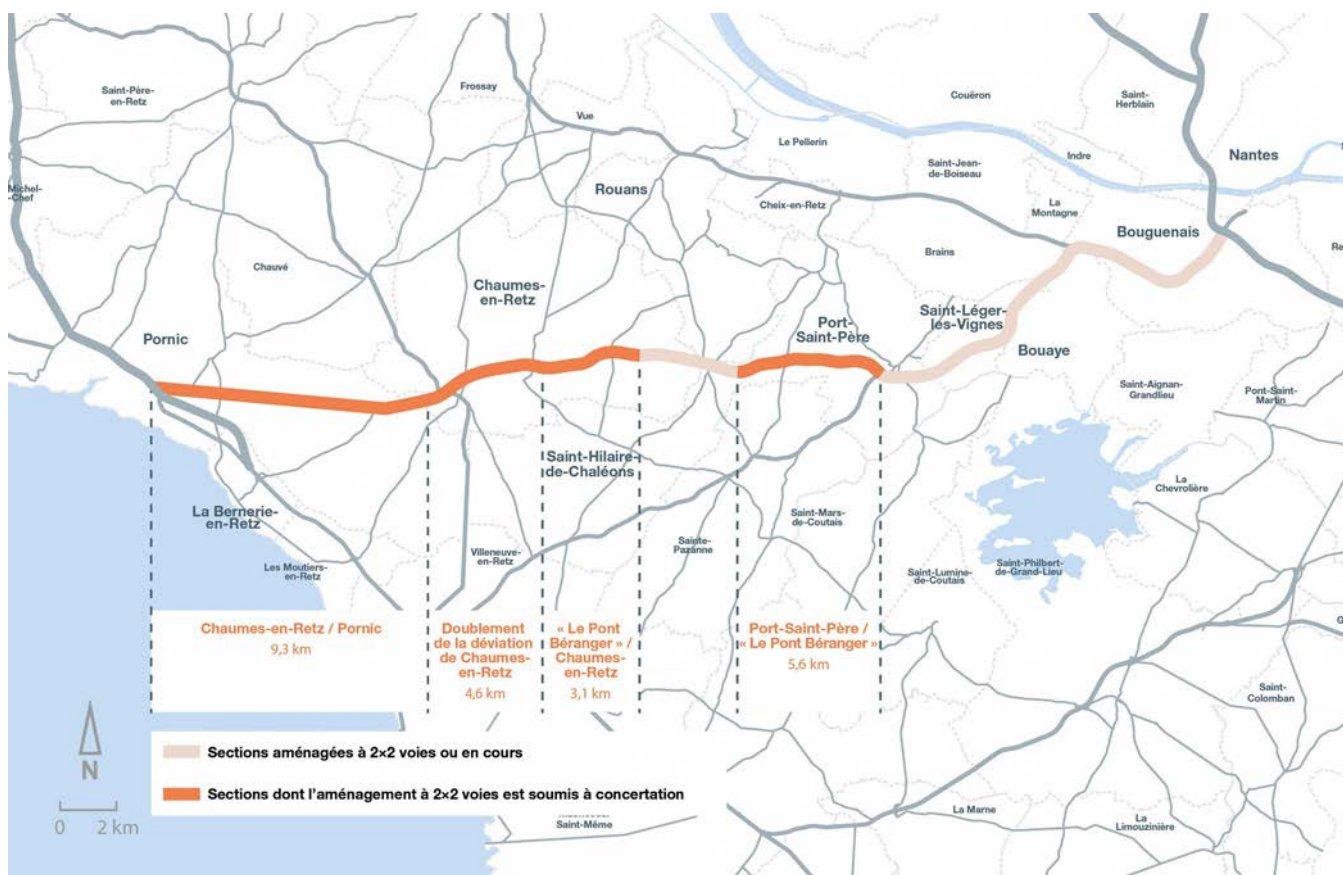 Saint-Père-
en-Retz
Frossay
Vue
Couëron
Saint-
Herblain
Le Pellerin
Indre
Nantes
Saint-Jean-
de-Boiseau
Michel-
-Chef
Rouans
Cheix-en-Retz
La
Montagne
Bouguenais
Brains
Chauvé
Chaumes-
en-Retz
Saint-Léger-
les-Vignes
Port-
Saint-Père
Pornic
Bouaye
Saint-Aignan-
Grandlieu
Pont-Saint-
Martin
Saint-Hilaire-
de-Chaléons
La
Chevrolière
La Bernerie-
en-Retz
Saint-Mars-
de-Coutais
Sainte-
Pazanne
Villeneuve-
en-Retz
Les Moutiers-
en-Retz
Saint-Lumine-
de-Coutais
Saint-Philbert-
de-Grand-Lieu
Chaumes-en-Retz / Pornic
9,3 km
Doublement
de la déviation
de Chaumes-
en-Retz
4,6 km
« Le Pont
Béranger » /
Chaumes-
en-Retz
3,1 km
Port-Saint-Père /
« Le Pont Béranger »
5,6 km
Saint-
Colomban
N
0 2 km
Sections aménagées à 2×2 voies ou en cours
Sections dont l'aménagement à 2×2 voies est soumis à concertation
Saint-Même
La Marne
La
Limouzinière